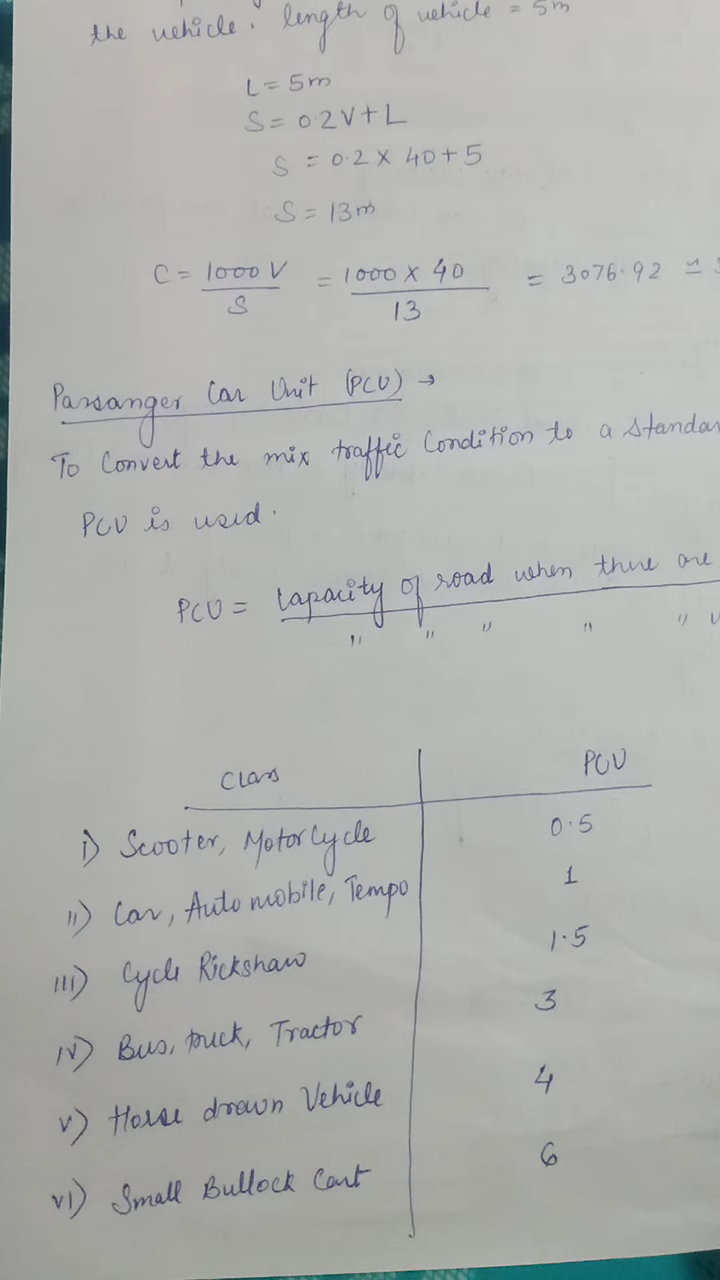 the vehicle. length of vehicle = 5m
L = 5m
S = 0.2V + L
S = 0.2 × 40 + 5
S = 13m
C = 1000 V / S = 1000 × 40 / 13 = 3076.92 ≃
Passanger Car Unit (PCU) →
To Convert the mix traffic Condition to a standar
PCU is used.
PCU = Capacity of road when there are
" " " " "
Class PCU
i) Scooter, Motorcycle 0.5
ii) Car, Automobile, Tempo 1
iii) Cycle Rickshaw 1.5
iv) Bus, truck, Tractor 3
v) Horse drawn Vehicle 4
vi) Small Bullock Cart 6